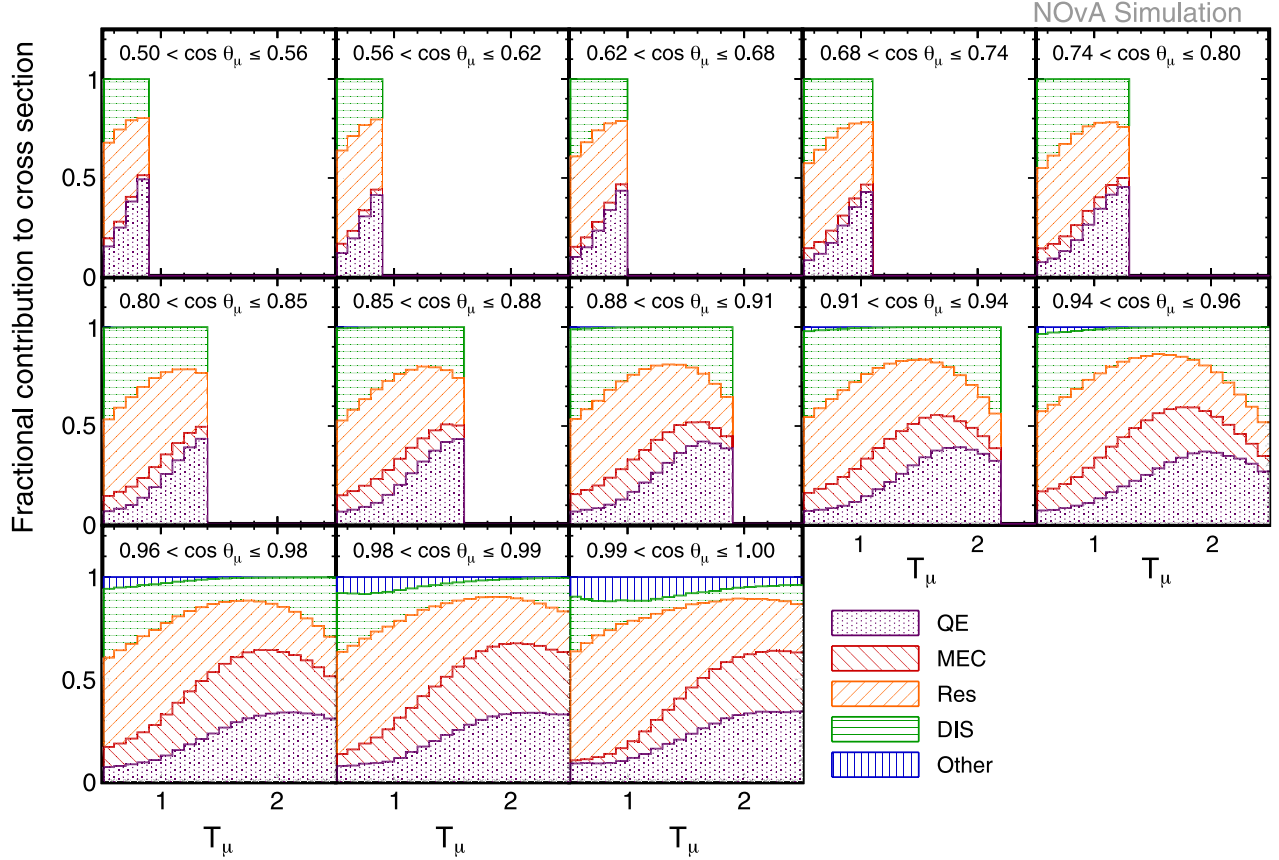 NOvA Simulation
Fractional contribution to cross section
0.50 < cos θμ ≤ 0.56
0.56 < cos θμ ≤ 0.62
0.62 < cos θμ ≤ 0.68
0.68 < cos θμ ≤ 0.74
0.74 < cos θμ ≤ 0.80
1
0.5
0
0.80 < cos θμ ≤ 0.85
0.85 < cos θμ ≤ 0.88
0.88 < cos θμ ≤ 0.91
0.91 < cos θμ ≤ 0.94
0.94 < cos θμ ≤ 0.96
1
0.5
0
1 2
1 2
Tμ
Tμ
0.96 < cos θμ ≤ 0.98
0.98 < cos θμ ≤ 0.99
0.99 < cos θμ ≤ 1.00
1
0.5
0
1 2
1 2
1 2
Tμ
Tμ
Tμ
QE
MEC
Res
DIS
Other